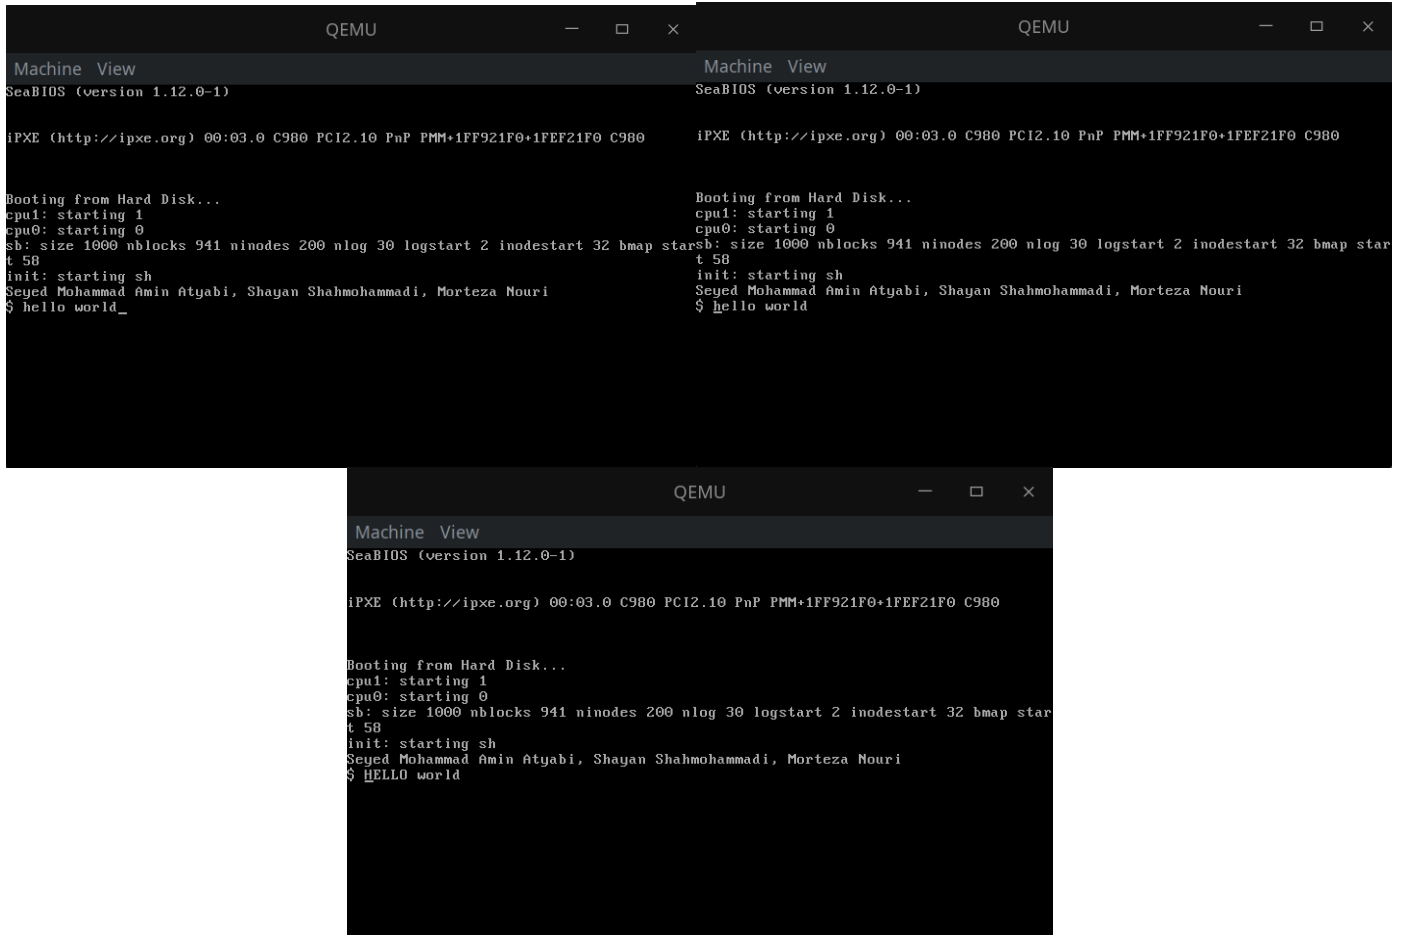 QEMU
Machine View
SeaBIOS (version 1.12.0-1)
iPXE (http://ipxe.org) 00:03.0 C980 PCI2.10 PnP PMM+1FF921F0+1FEF21F0 C980
Booting from Hard Disk...
cpu1: starting 1
cpu0: starting 0
sb: size 1000 nblocks 941 ninodes 200 nlog 30 logstart 2 inodestart 32 bmap star
t 58
init: starting sh
Seyed Mohammad Amin Atyabi, Shayan Shahmohammadi, Morteza Nouri
$ hello world_
QEMU
Machine View
SeaBIOS (version 1.12.0-1)
iPXE (http://ipxe.org) 00:03.0 C980 PCI2.10 PnP PMM+1FF921F0+1FEF21F0 C980
Booting from Hard Disk...
cpu1: starting 1
cpu0: starting 0
sb: size 1000 nblocks 941 ninodes 200 nlog 30 logstart 2 inodestart 32 bmap star
t 58
init: starting sh
Seyed Mohammad Amin Atyabi, Shayan Shahmohammadi, Morteza Nouri
$ hello world
QEMU
Machine View
SeaBIOS (version 1.12.0-1)
iPXE (http://ipxe.org) 00:03.0 C980 PCI2.10 PnP PMM+1FF921F0+1FEF21F0 C980
Booting from Hard Disk...
cpu1: starting 1
cpu0: starting 0
sb: size 1000 nblocks 941 ninodes 200 nlog 30 logstart 2 inodestart 32 bmap star
t 58
init: starting sh
Seyed Mohammad Amin Atyabi, Shayan Shahmohammadi, Morteza Nouri
$ HELLO world